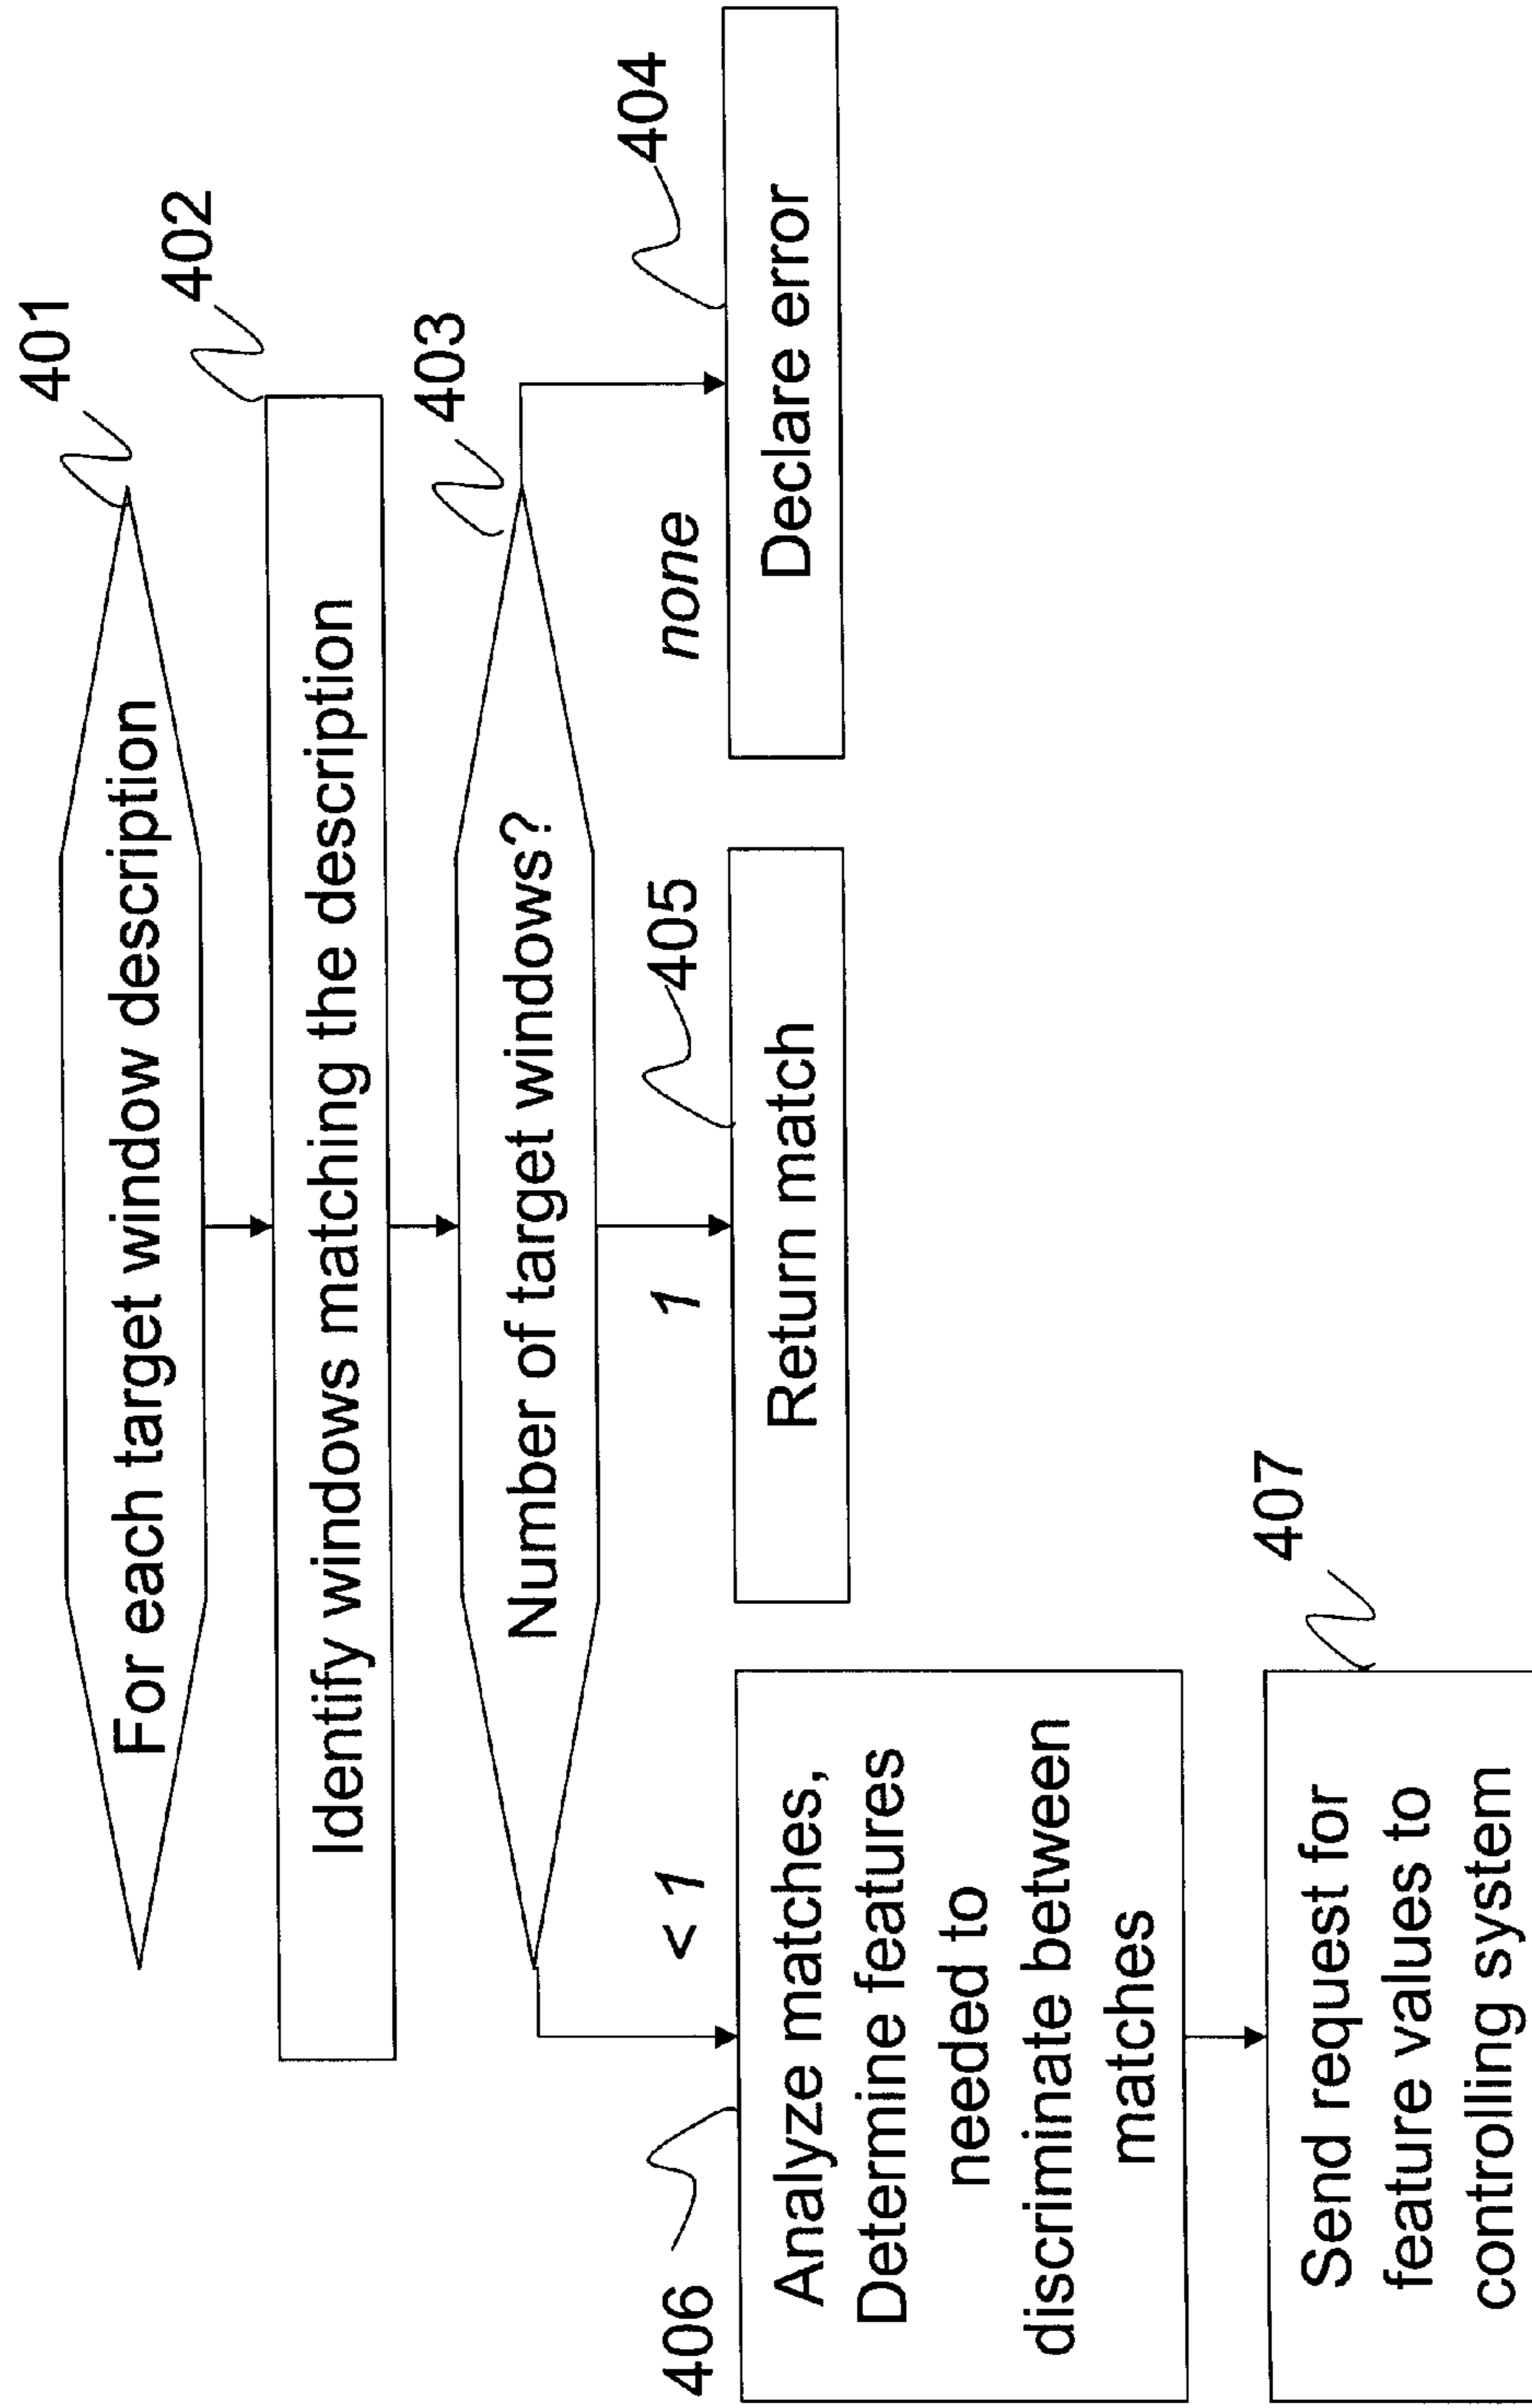 For each target window description
401
Identify windows matching the description
402
Number of target windows?
403
< 1
1
none
406
405
404
Analyze matches,
Determine features
needed to
discriminate between
matches
Return match
Declare error
407
Send request for
feature values to
controlling system